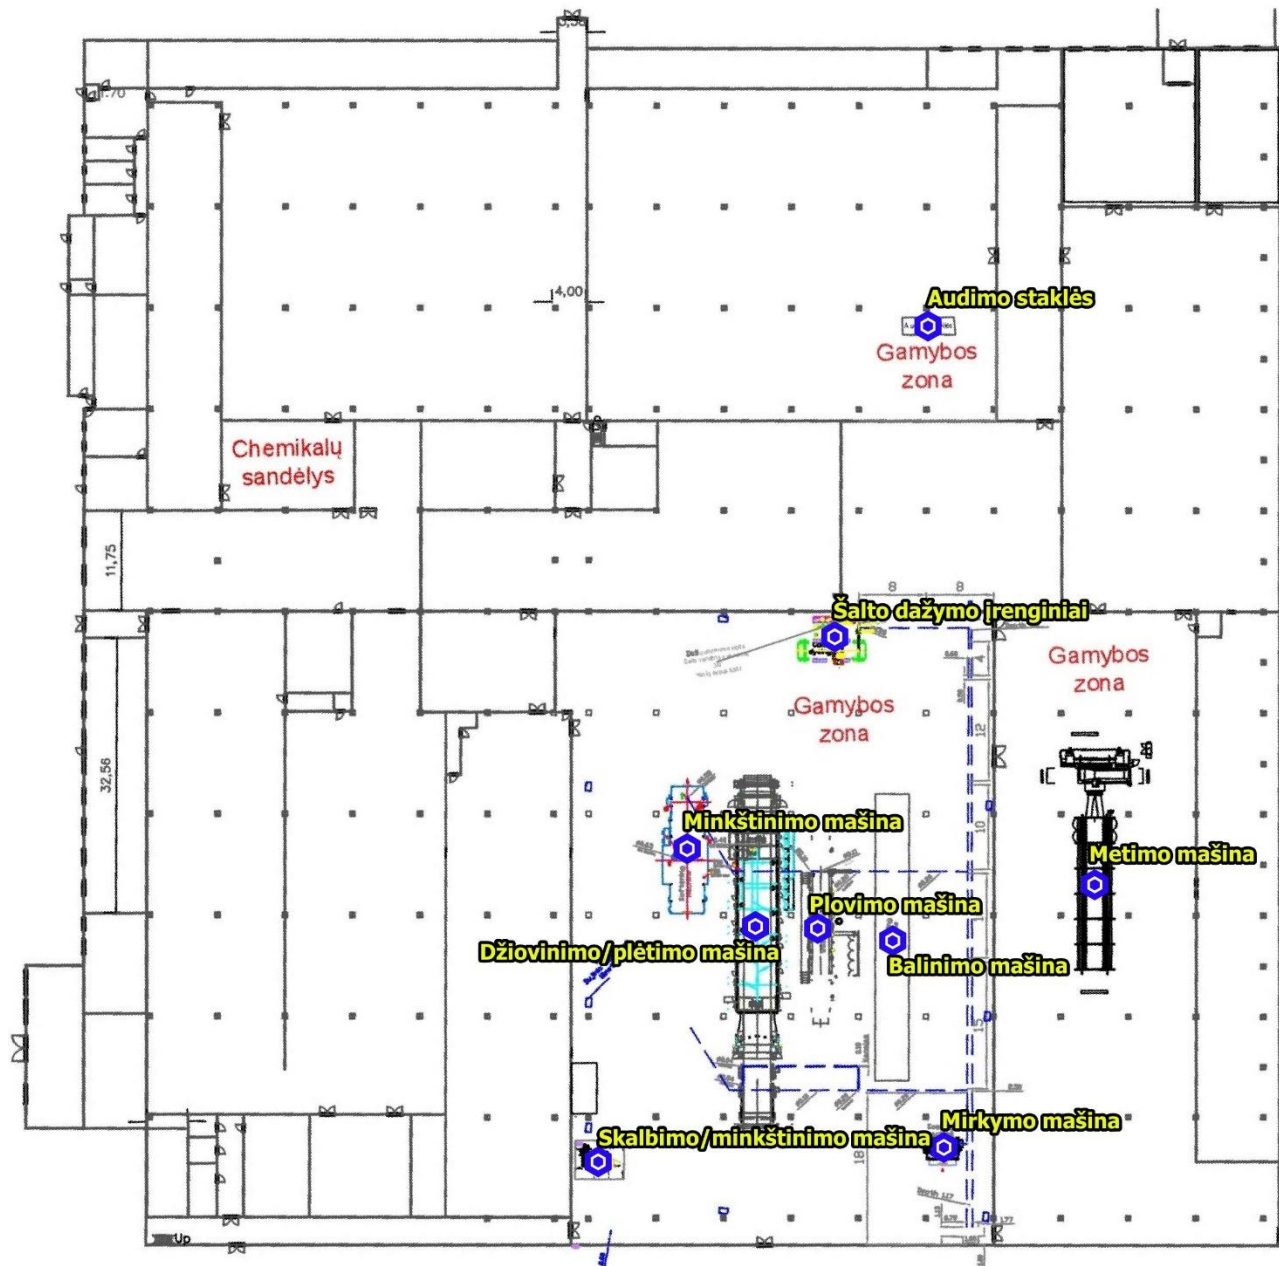 4,00
Audimo staklės
Gamybos
zona
Chemikalų
sandėlys
11,75
8
8
Šalto dažymo įrenginiai
4
Gamybos
zona
Gamybos
zona
12
32,56
10
Minkštinimo mašina
Metimo mašina
Plovimo mašina
Džiovinimo/plėtimo mašina
Balinimo mašina
15
Mirkymo mašina
Skalbimo/minkštinimo mašina
18
Up